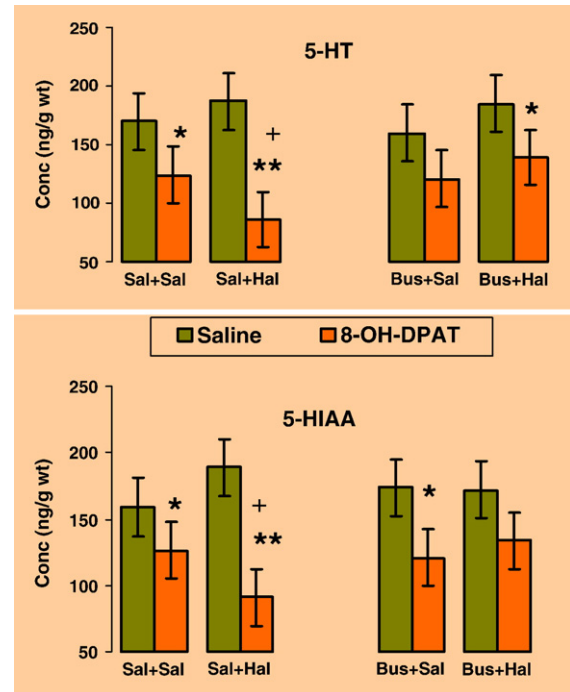 5-HT
250
200
150
100
50
Conc (ng/g wt)
*
+
**
*
Sal+Sal Sal+Hal Bus+Sal Bus+Hal
Saline 8-OH-DPAT
5-HIAA
250
200
150
100
50
Conc (ng/g wt)
*
+
**
*
Sal+Sal Sal+Hal Bus+Sal Bus+Hal